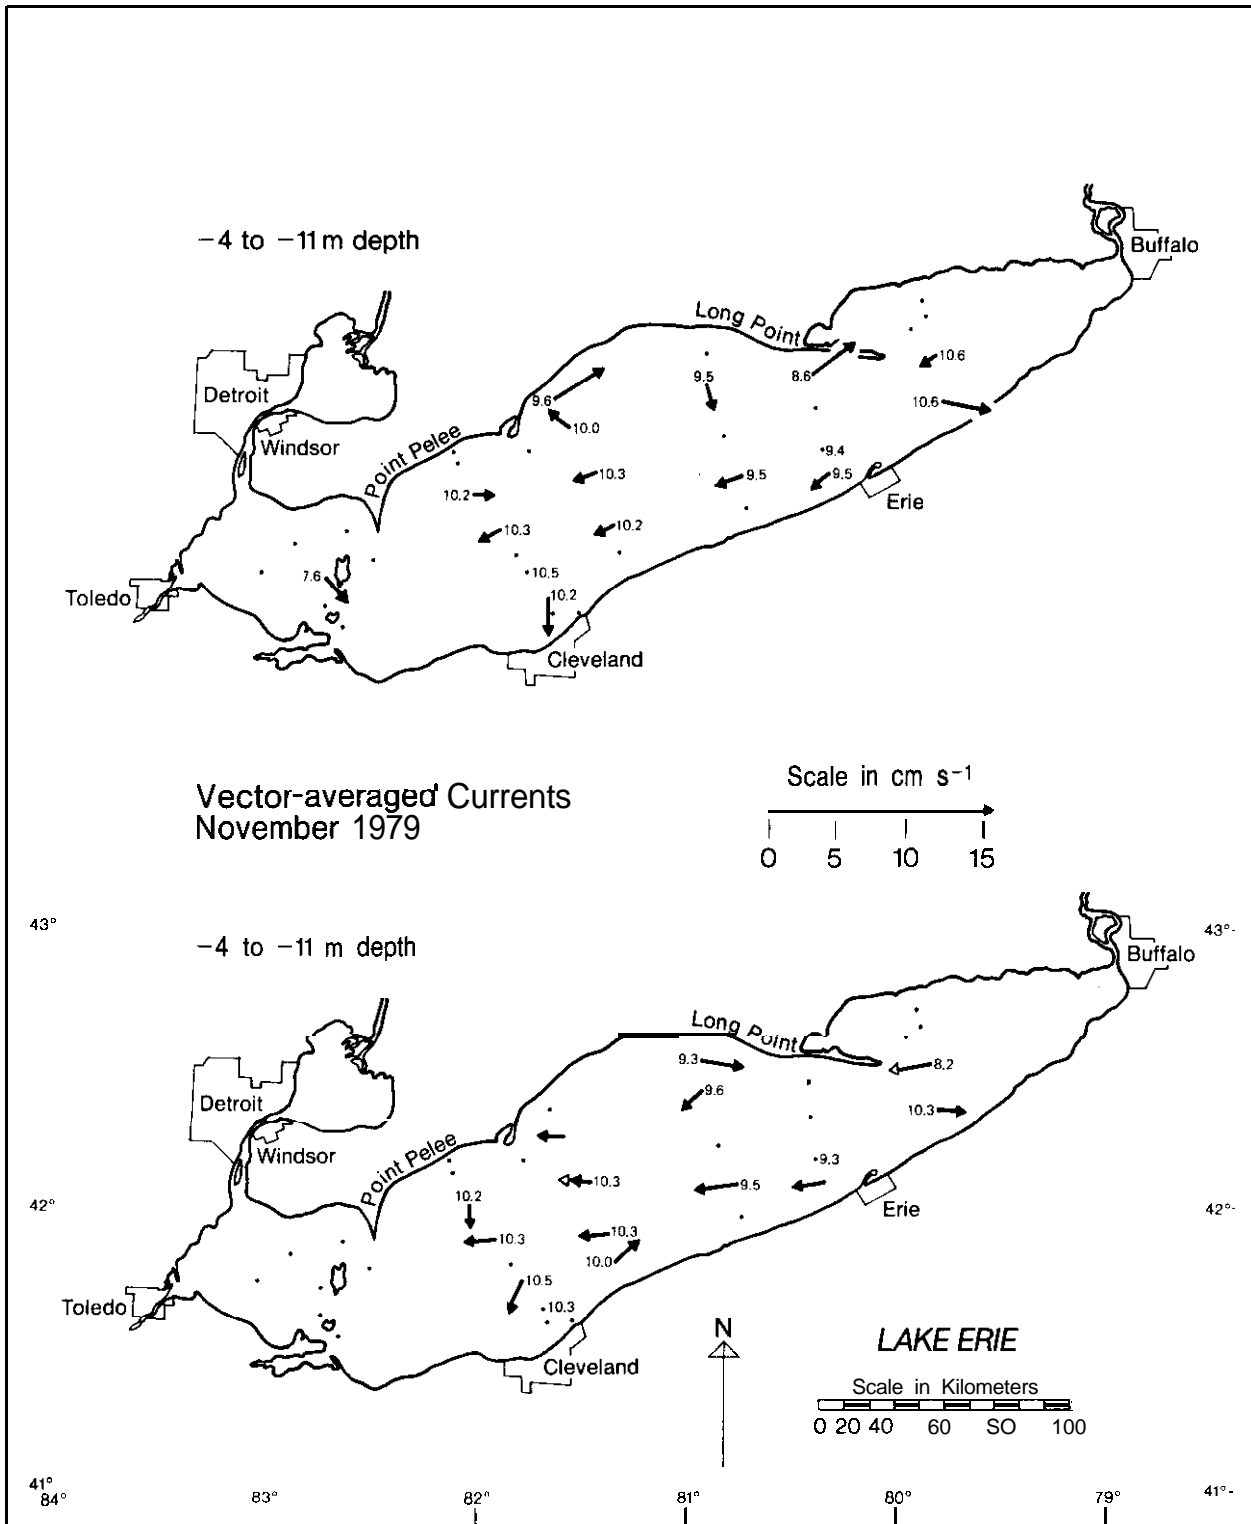 −4 to −11 m depth
Buffalo
Long Point
10.6
9.5
8.6
Detroit
9.6
10.6
10.0
Windsor
Point Pelee
9.4
10.3
9.5
9.5
10.2
Erie
10.3
10.2
7.6
10.5
Toledo
10.2
Cleveland
Scale in cm s⁻¹
Vector-averaged Currents
November 1979
0 5 10 15
43°
43°-
−4 to −11 m depth
Buffalo
Long Point
9.3
8.2
9.6
Detroit
10.3
Windsor
Point Pelee
9.3
10.3
9.5
10.2
42°
42°-
Erie
10.3
10.3
10.0
10.5
Toledo
10.3
N
LAKE ERIE
Cleveland
Scale in Kilometers
0 20 40 60 SO 100
41°
41°-
84° 83° 82° 81° 80° 79°